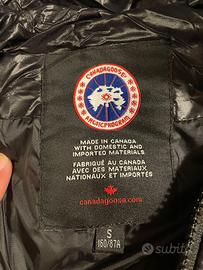 CANADA GOOSE
ARCTIC PROGRAM
MADE IN CANADA
WITH DOMESTIC AND
IMPORTED MATERIALS
FABRIQUÉ AU CANADA
AVEC DES MATERIAUX
NATIONAUX ET IMPORTÉS
canadagoose.com
S
160/87A
subito